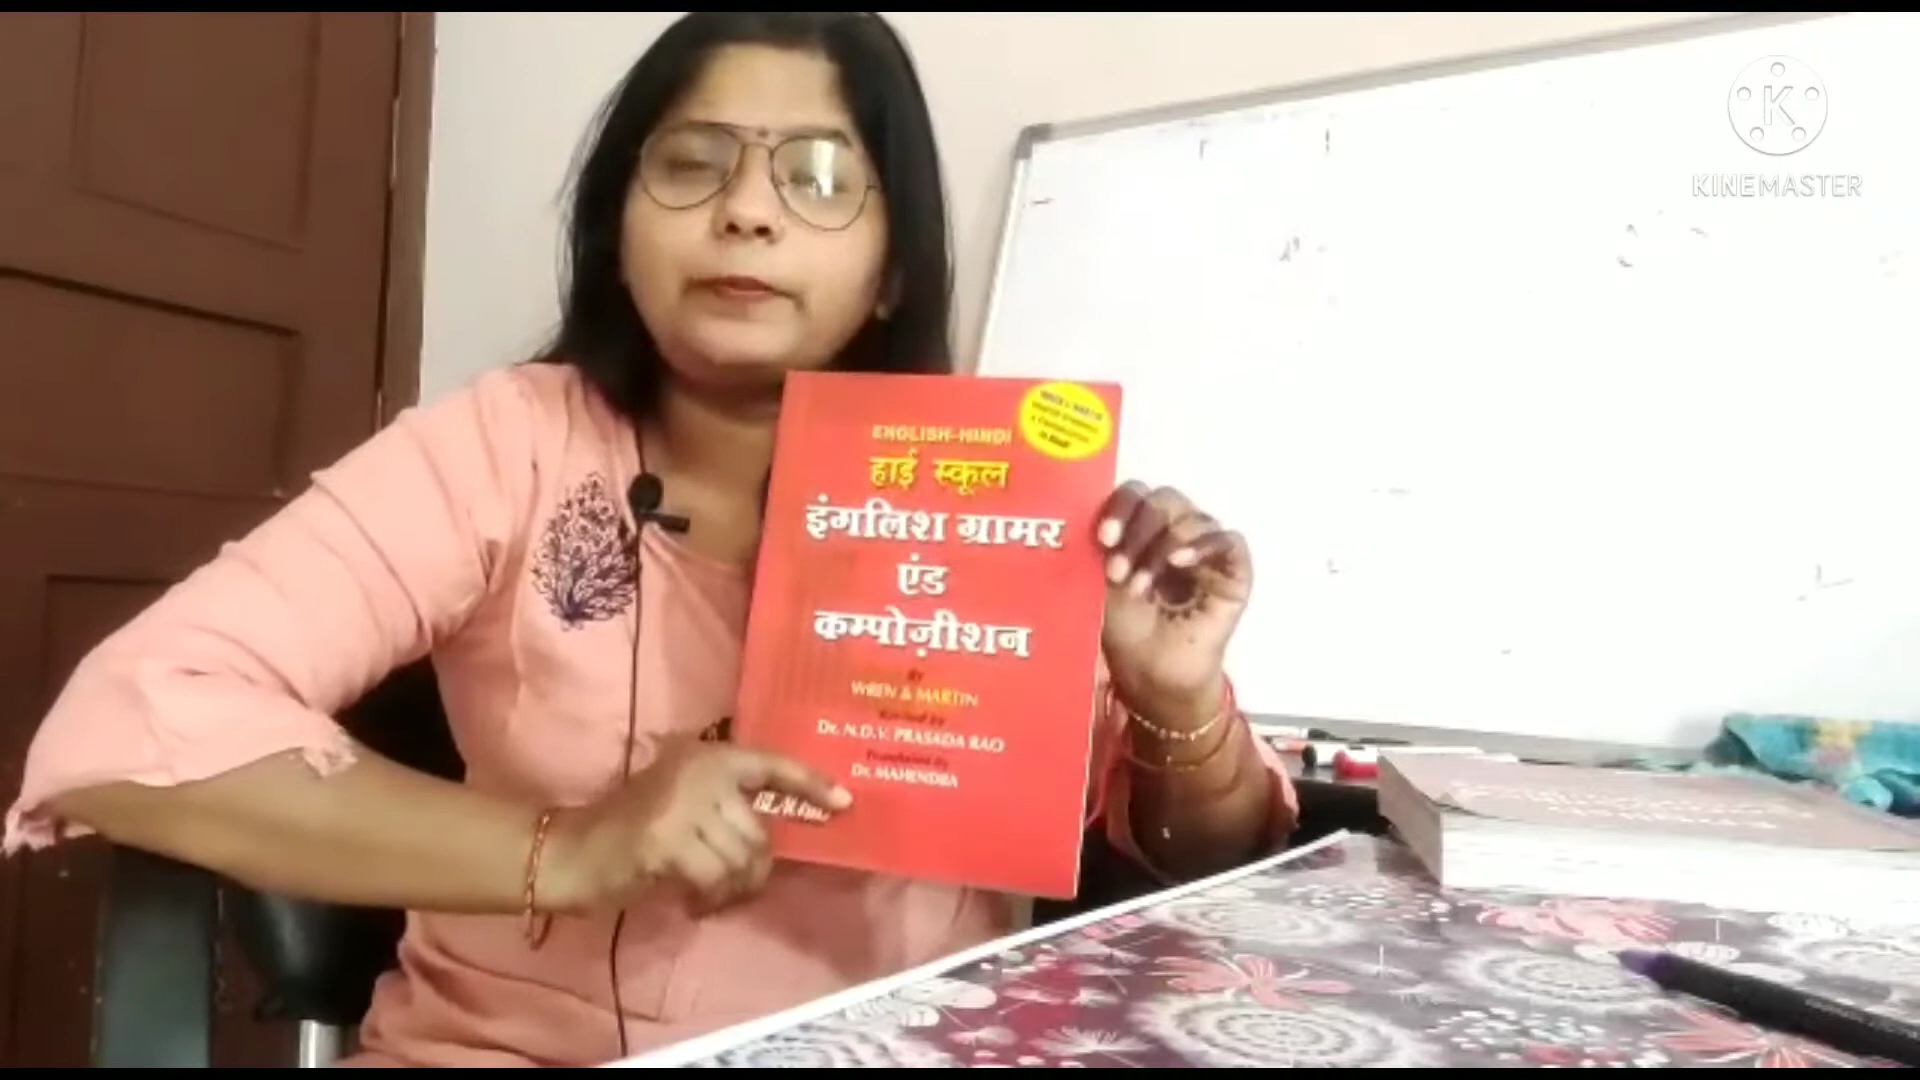 KINEMASTER
ENGLISH-HINDI
हाई स्कूल
इंगलिश ग्रामर
एंड
कम्पोज़ीशन
BY
WREN & MARTIN
Revised by
Dr. N.D.V. PRASADA RAO
Translated by
Dr. MAHENDRA